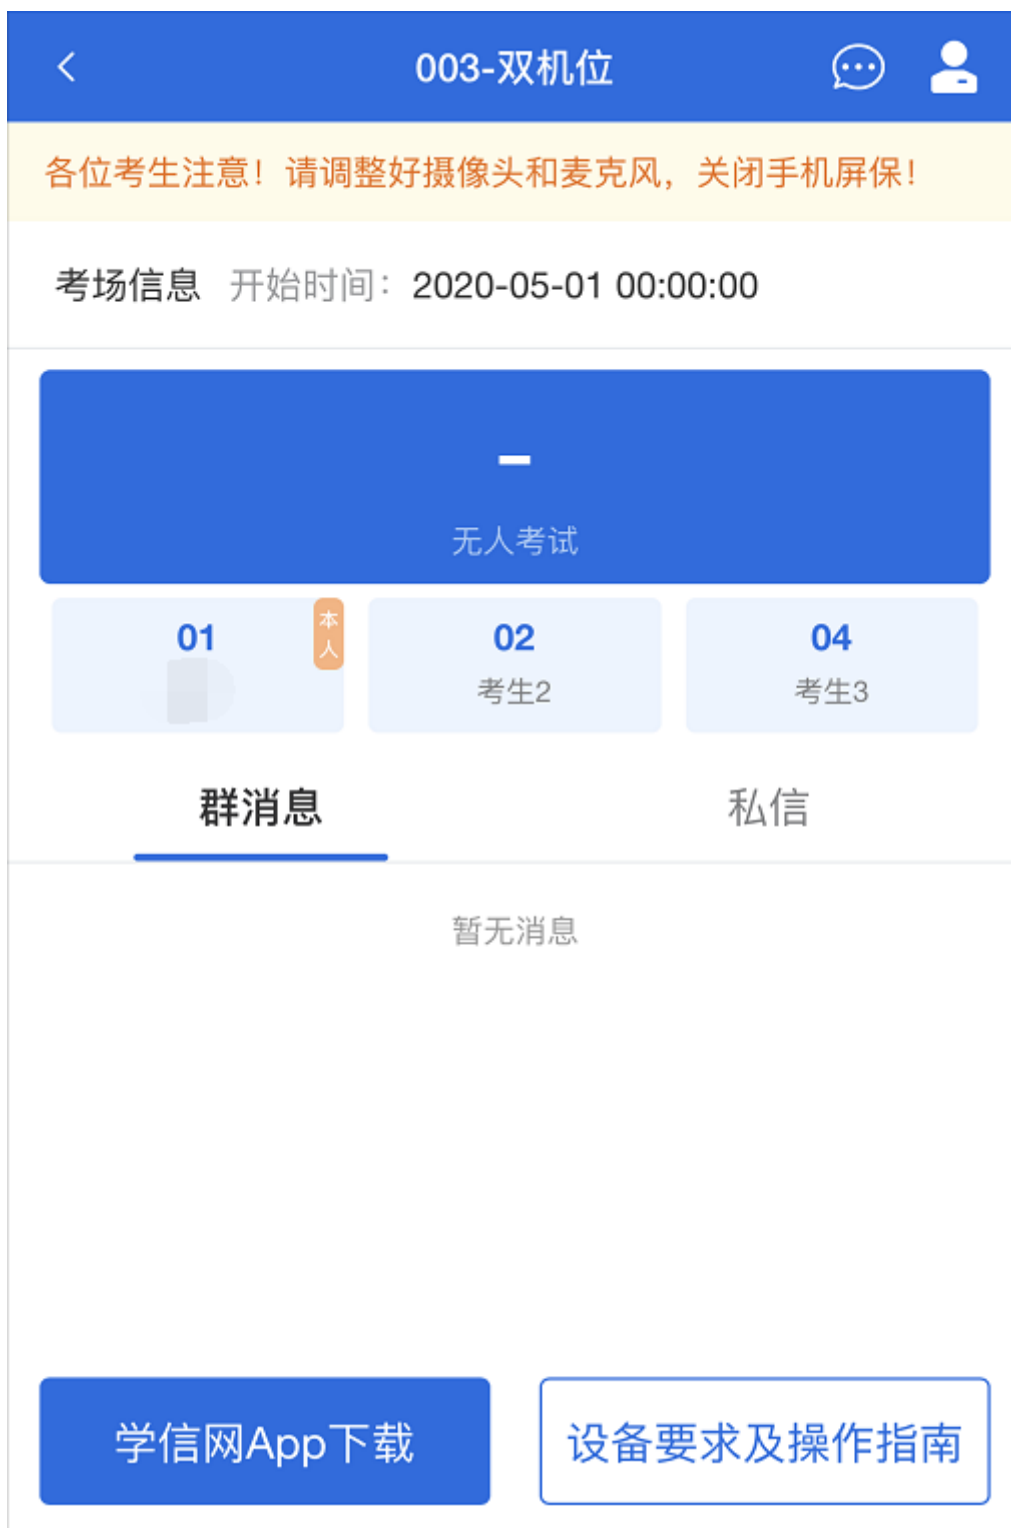 003-双机位
各位考生注意！请调整好摄像头和麦克风，关闭手机屏保！
考场信息 开始时间： 2020-05-01 00:00:00
-
无人考试
01 本人
02
考生2
04
考生3
群消息 私信
暂无消息
学信网App下载 设备要求及操作指南